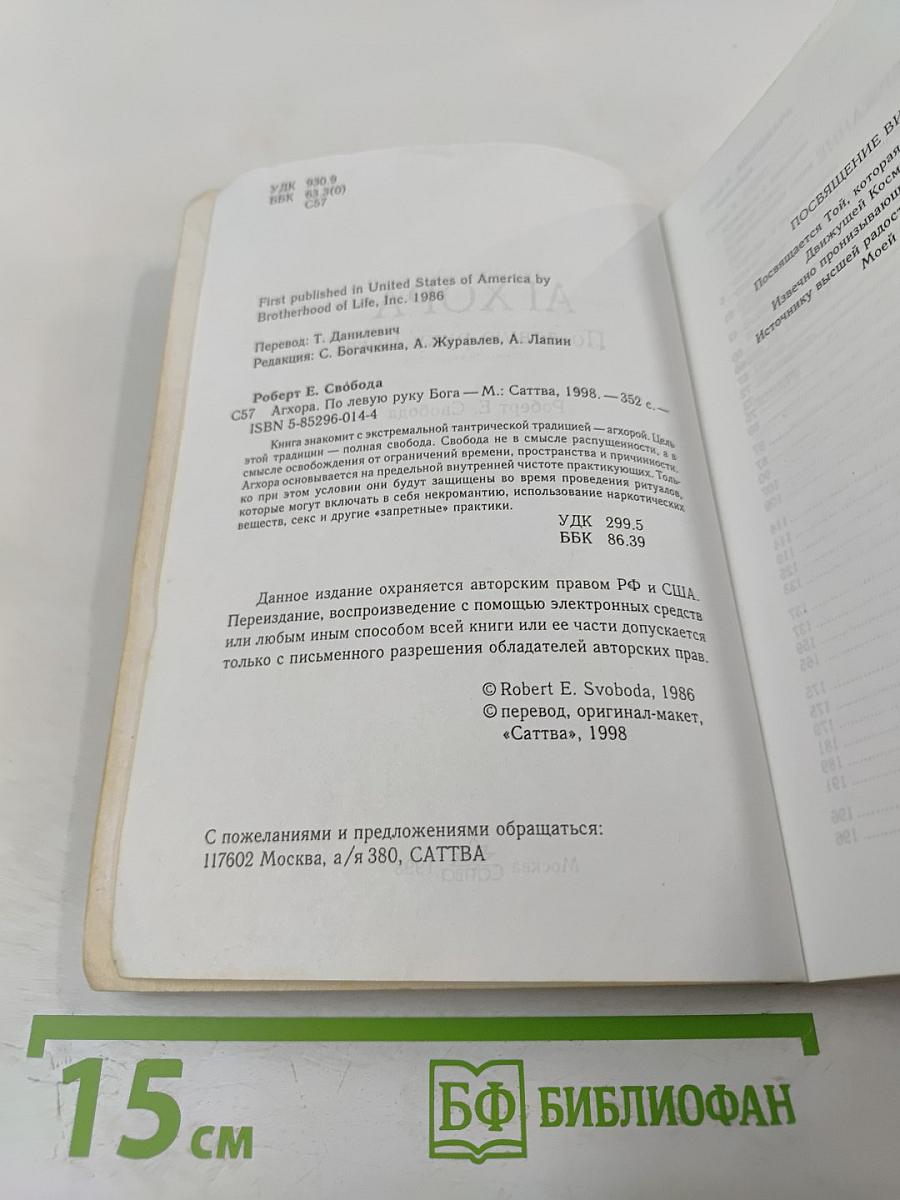 УДК 930.9
ББК 63.3(0)
С57
First published in United States of America by
Brotherhood of Life, Inc. 1986
Перевод: Т. Данилевич
Редакция: С. Богачкина, А. Журавлев, А. Лапин
Роберт Е. Свобода
С57 Агхора. По левую руку Бога — М.: Саттва, 1998. — 352 с. —
ISBN 5-85296-014-4
Книга знакомит с экстремальной тантрической традицией — агхорой. Цель
этой традиции — полная свобода. Свобода не в смысле распущенности, а в
смысле освобождения от ограничений времени, пространства и причинности.
Агхора основывается на предельной внутренней чистоте практикующих. Толь-
ко при этом условии они будут защищены во время проведения ритуалов,
которые могут включать в себя некромантию, использование наркотических
веществ, секс и другие «запретные» практики.
УДК 299.5
ББК 86.39
Данное издание охраняется авторским правом РФ и США.
Переиздание, воспроизведение с помощью электронных средств
или любым иным способом всей книги или ее части допускается
только с письменного разрешения обладателей авторских прав.
© Robert E. Svoboda, 1986
© перевод, оригинал-макет,
«Саттва», 1998
С пожеланиями и предложениями обращаться:
117602 Москва, а/я 380, САТТВА
ПОСВЯЩЕНИЕ ВИ
Посвящается Той, которая
Движущей Косм
Извечно пронизывающ
Источнику высшей радост
Моей
15 см
БФ БИБЛИОФАН